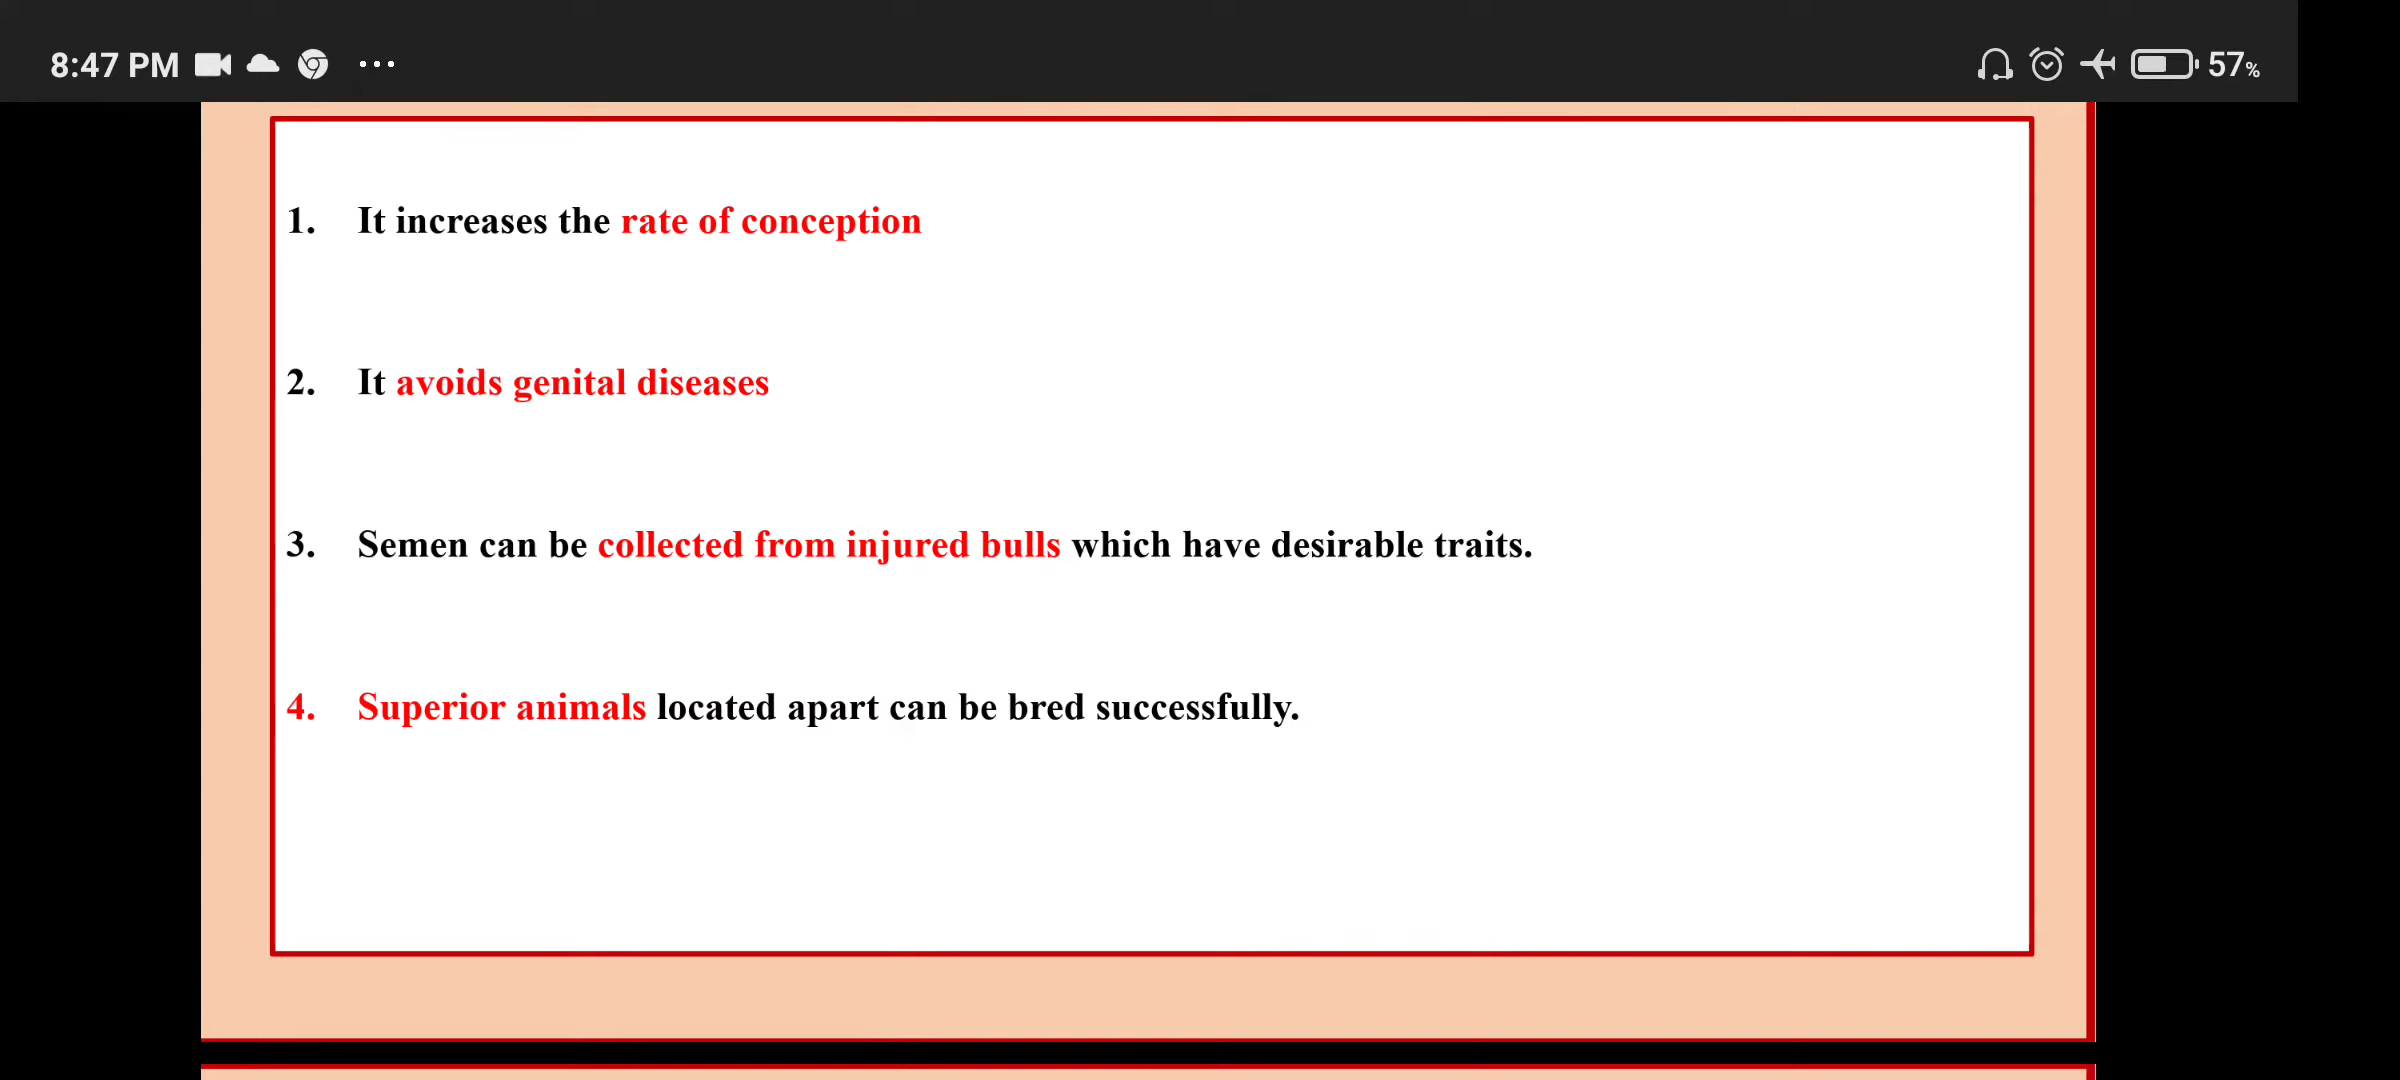 8:47 PM ... 57%
1. It increases the rate of conception
2. It avoids genital diseases
3. Semen can be collected from injured bulls which have desirable traits.
4. Superior animals located apart can be bred successfully.